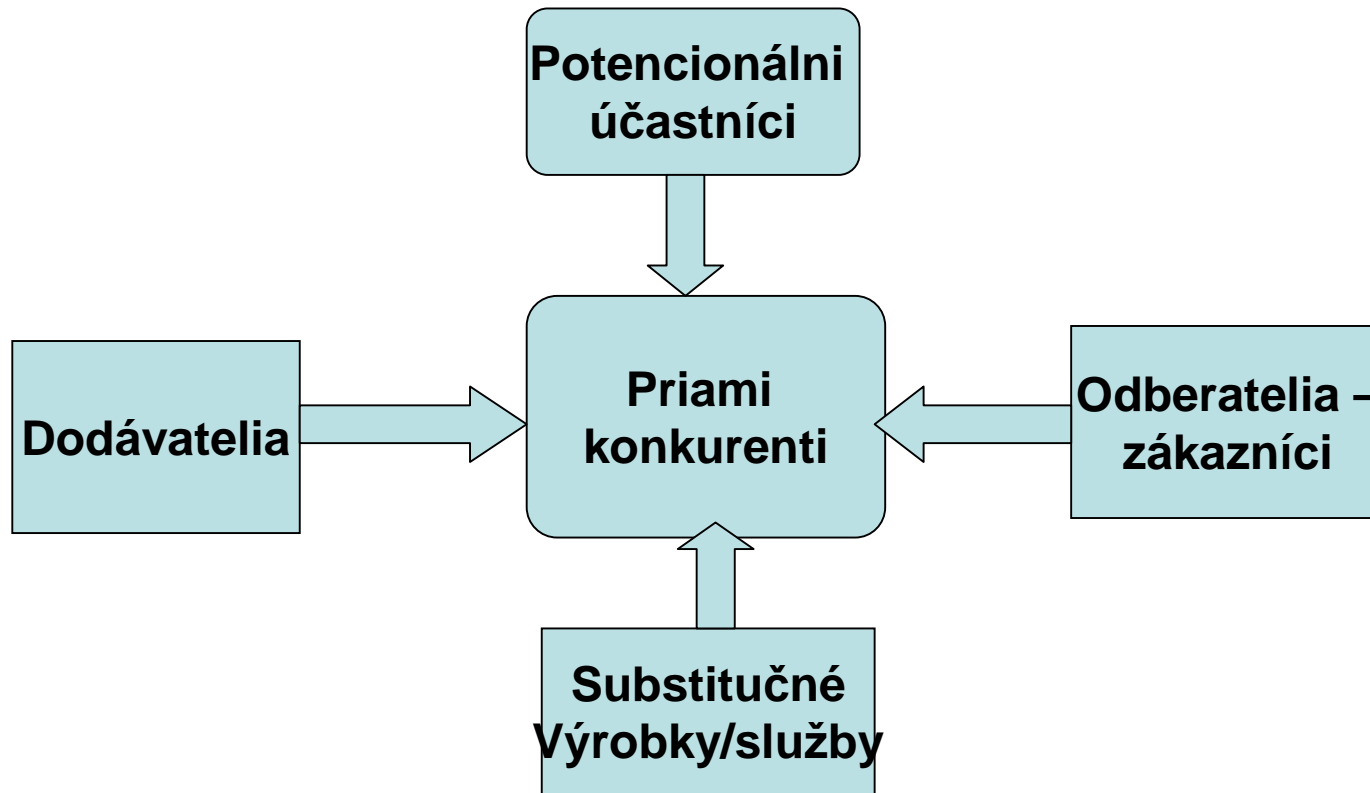 Potencionálni
účastníci
Dodávatelia
Priami
konkurenti
Odberatelia –
zákazníci
Substitučné
Výrobky/služby